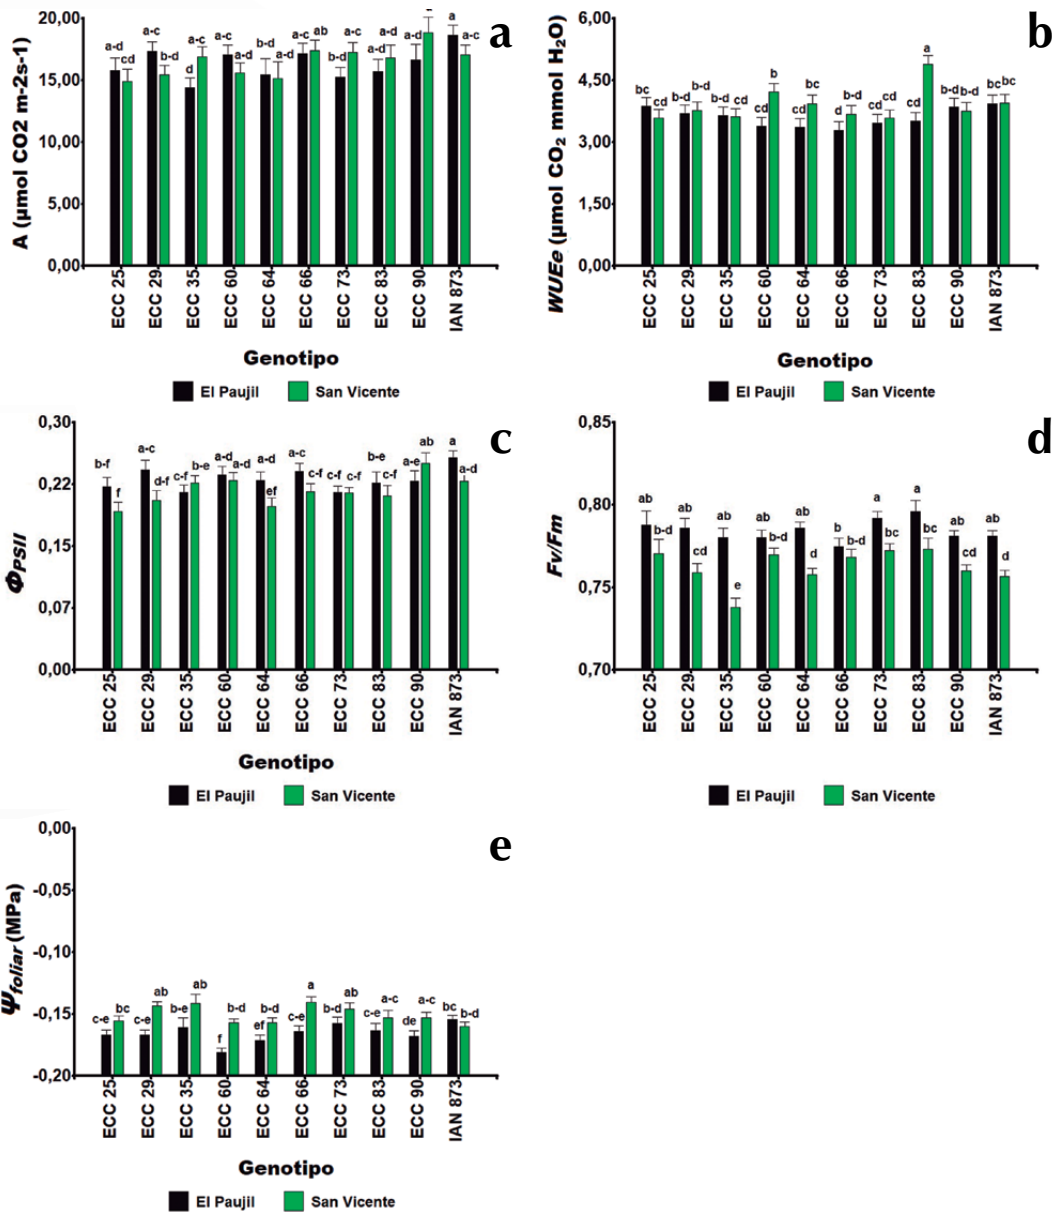 a
A (µmol CO2 m-2s-1)
20,00
15,00
10,00
5,00
0,00
a-d cd a-c b-d d a-c a-c a-d b-d a-d a-c ab b-d a-c a-d a-d a-d a a-c
ECC 25 ECC 29 ECC 35 ECC 60 ECC 64 ECC 66 ECC 73 ECC 83 ECC 90 IAN 873
Genotipo
El Paujil San Vicente
b
WUEe (µmol CO₂ mmol H₂O)
6,00
4,50
3,00
1,50
0,00
bc cd b-d b-d b-d cd cd b cd bc d b-d cd cd cd a b-d b-d bc bc
ECC 25 ECC 29 ECC 35 ECC 60 ECC 64 ECC 66 ECC 73 ECC 83 ECC 90 IAN 873
Genotipo
El Paujil San Vicente
c
ΦPSII
0,30
0,22
0,15
0,07
0,00
b-f f a-c d-f c-f b-e a-d a-d a-d ef a-c c-f c-f c-f b-e c-f a-e ab a a-d
ECC 25 ECC 29 ECC 35 ECC 60 ECC 64 ECC 66 ECC 73 ECC 83 ECC 90 IAN 873
Genotipo
El Paujil San Vicente
d
Fv/Fm
0,85
0,80
0,75
0,70
ab b-d ab cd ab e ab b-d ab d b b-d a bc a bc ab cd ab d
ECC 25 ECC 29 ECC 35 ECC 60 ECC 64 ECC 66 ECC 73 ECC 83 ECC 90 IAN 873
El Paujil San Vicente
e
Ψfoliar (MPa)
0,00
-0,05
-0,10
-0,15
-0,20
c-e bc c-e ab b-e ab f b-d ef b-d c-e a b-d ab c-e a-c de a-c bc b-d
ECC 25 ECC 29 ECC 35 ECC 60 ECC 64 ECC 66 ECC 73 ECC 83 ECC 90 IAN 873
Genotipo
El Paujil San Vicente